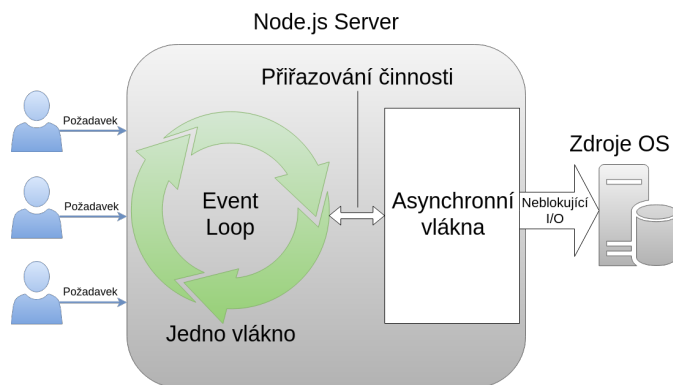 Node.js Server
Přiřazování činnosti
Požadavek
Požadavek
Požadavek
Event
Loop
Jedno vlákno
Asynchronní
vlákna
Neblokující
I/O
Zdroje OS